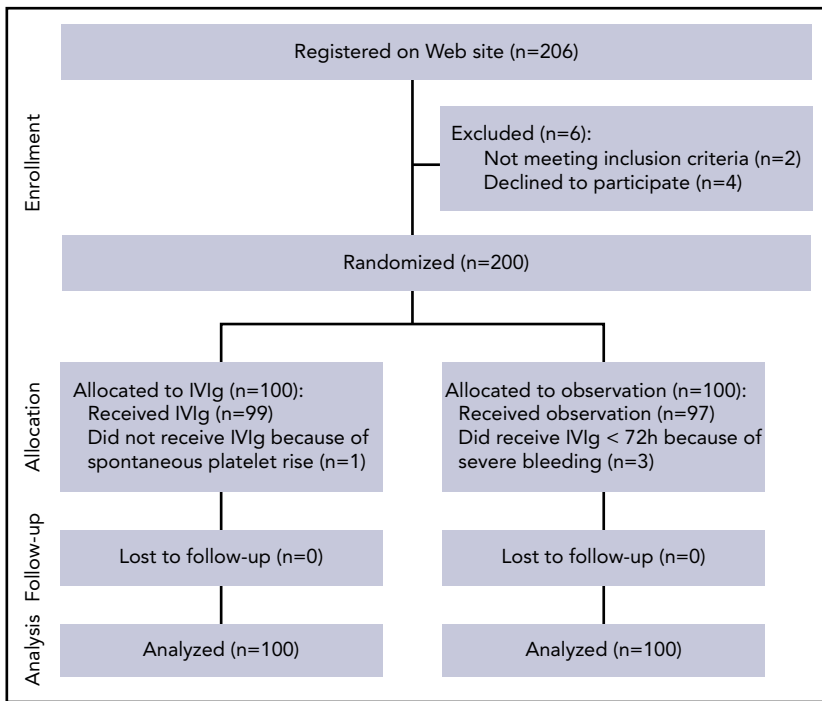 Enrollment
Registered on Web site (n=206)
Excluded (n=6):
Not meeting inclusion criteria (n=2)
Declined to participate (n=4)
Randomized (n=200)
Allocation
Allocated to IVIg (n=100):
Received IVIg (n=99)
Did not receive IVIg because of
spontaneous platelet rise (n=1)
Allocated to observation (n=100):
Received observation (n=97)
Did receive IVIg < 72h because of
severe bleeding (n=3)
Follow-up
Lost to follow-up (n=0)
Lost to follow-up (n=0)
Analysis
Analyzed (n=100)
Analyzed (n=100)